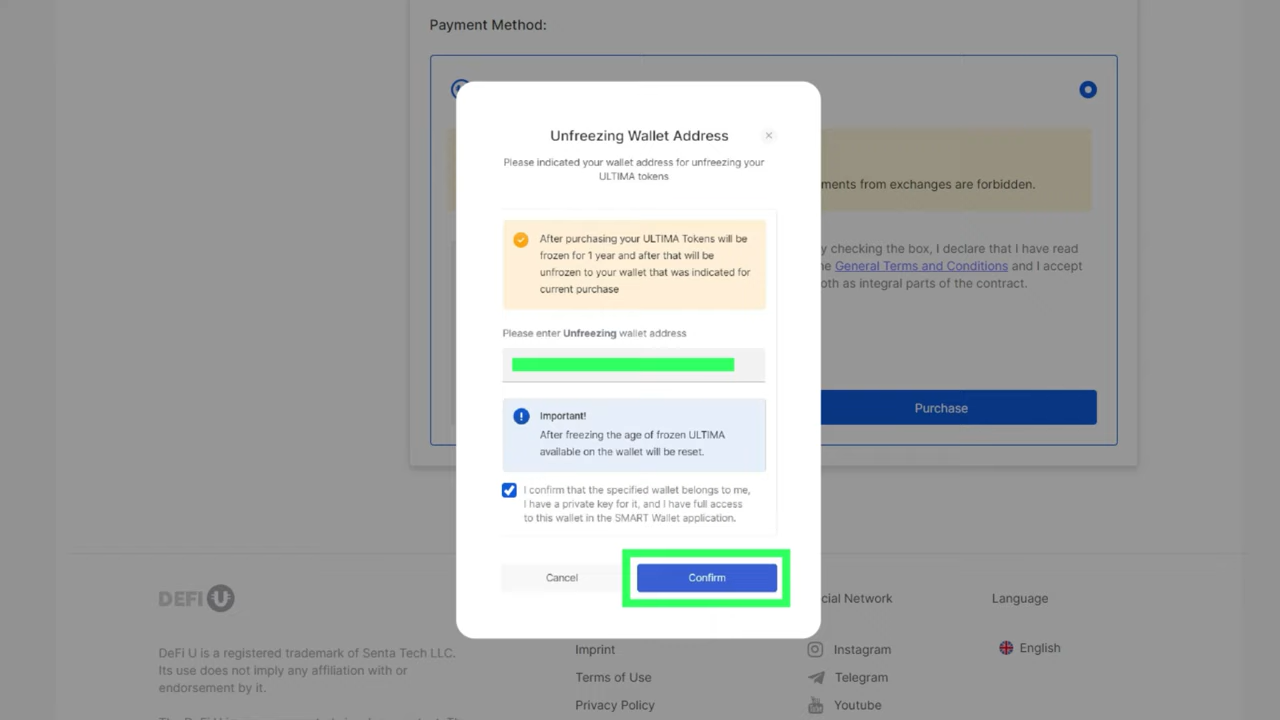 Payment Method:
Unfreezing Wallet Address
Please indicated your wallet address for unfreezing your
ULTIMA tokens
ments from exchanges are forbidden.
After purchasing your ULTIMA Tokens will be
frozen for 1 year and after that will be
unfrozen to your wallet that was indicated for
current purchase
y checking the box, I declare that I have read
he General Terms and Conditions and I accept
oth as integral parts of the contract.
Please enter Unfreezing wallet address
Important!
After freezing the age of frozen ULTIMA
available on the wallet will be reset.
Purchase
I confirm that the specified wallet belongs to me,
I have a private key for it, and I have full access
to this wallet in the SMART Wallet application.
Cancel
Confirm
DEFI U
cial Network
Language
DeFi U is a registered trademark of Senta Tech LLC.
Its use does not imply any affiliation with or
endorsement by it.
Imprint
Instagram
English
Terms of Use
Telegram
Privacy Policy
Youtube